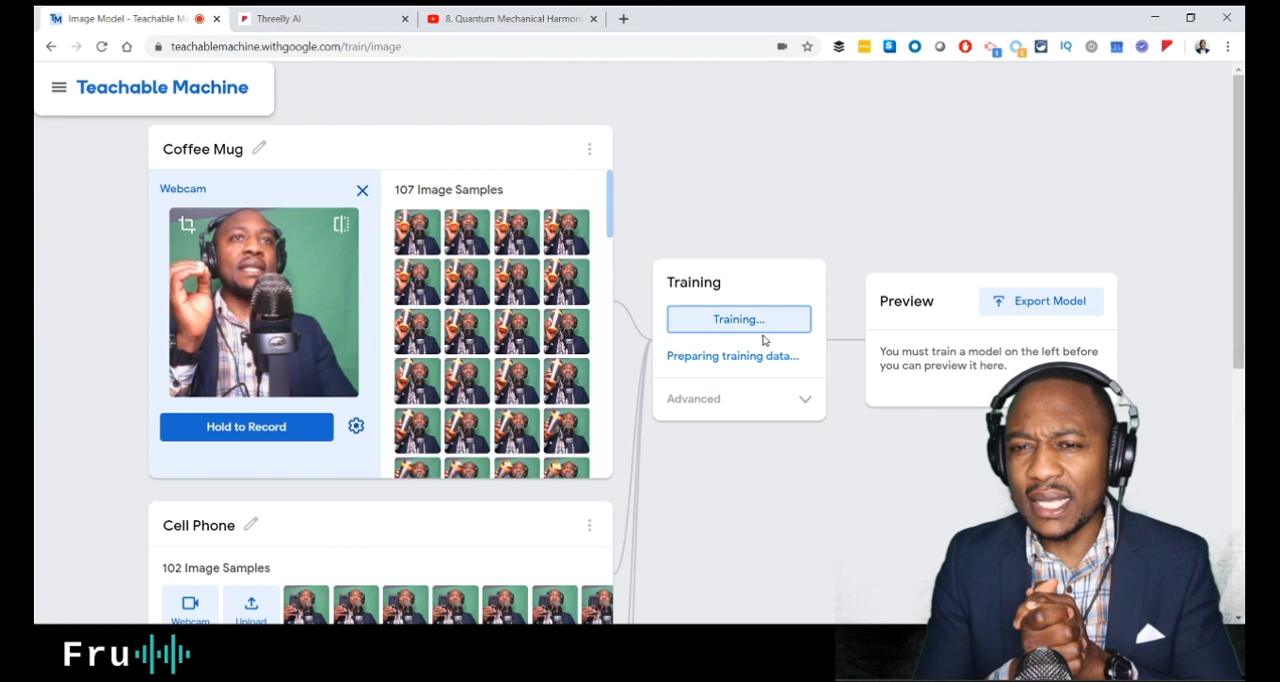 Image Model - Teachable Ma
Threelly AI
8. Quantum Mechanical Harmon
teachablemachine.withgoogle.com/train/image
IQ
Teachable Machine
Coffee Mug
Webcam
107 Image Samples
Hold to Record
Training
Training...
Preparing training data...
Advanced
Preview
Export Model
You must train a model on the left before
you can preview it here.
Cell Phone
102 Image Samples
Webcam
Upload
Fru